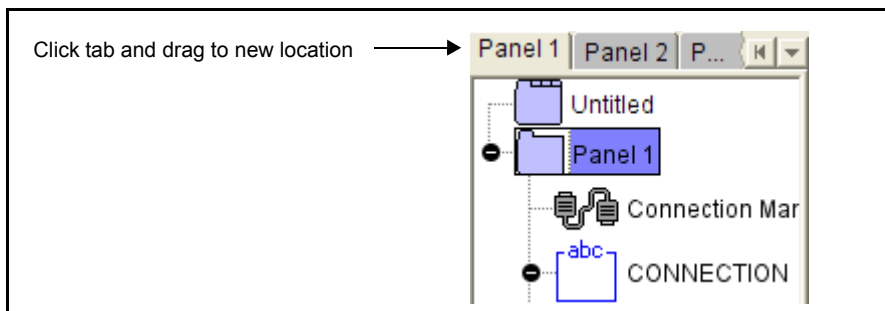 Click tab and drag to new location
Panel 1 Panel 2 P...
Untitled
Panel 1
Connection Mar
abc
CONNECTION